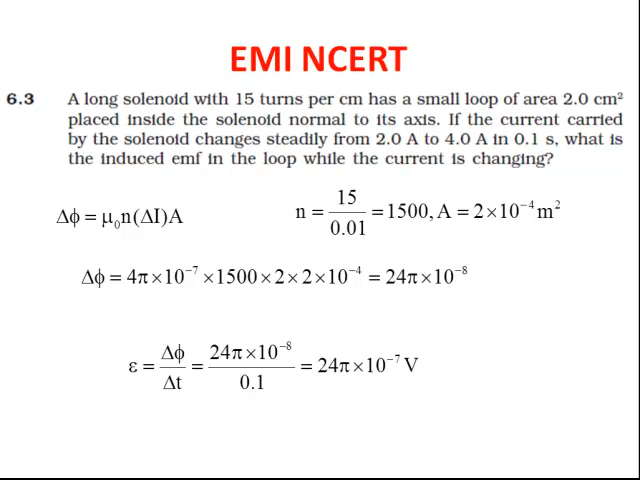 EMI NCERT
6.3 A long solenoid with 15 turns per cm has a small loop of area 2.0 cm²
placed inside the solenoid normal to its axis. If the current carried
by the solenoid changes steadily from 2.0 A to 4.0 A in 0.1 s, what is
the induced emf in the loop while the current is changing?
Δϕ = μ₀n(ΔI)A
n = 15/0.01 = 1500, A = 2×10⁻⁴ m²
Δϕ = 4π×10⁻⁷ ×1500×2×2×10⁻⁴ = 24π×10⁻⁸
ε = Δϕ/Δt = 24π×10⁻⁸/0.1 = 24π×10⁻⁷ V